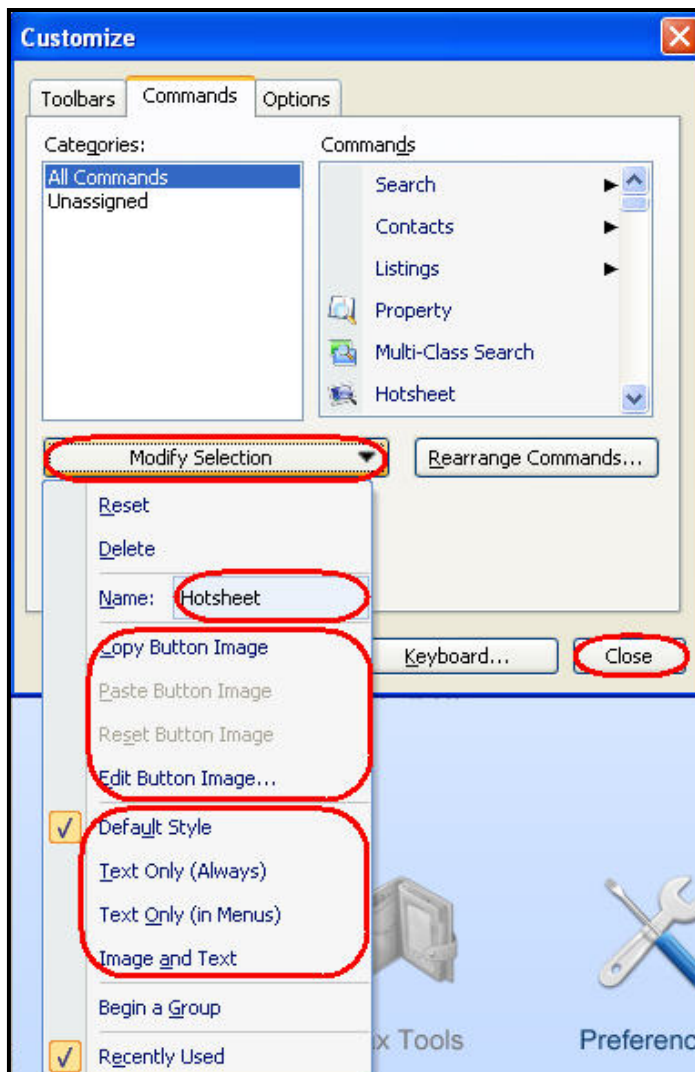 Customize
Toolbars Commands Options
Categories: Commands
All Commands
Unassigned
Search
Contacts
Listings
Property
Multi-Class Search
Hotsheet
Modify Selection Rearrange Commands...
Reset
Delete
Name: Hotsheet
Copy Button Image
Keyboard... Close
Paste Button Image
Reset Button Image
Edit Button Image...
Default Style
Text Only (Always)
Text Only (in Menus)
Image and Text
Begin a Group
Recently Used
x Tools Preferenc